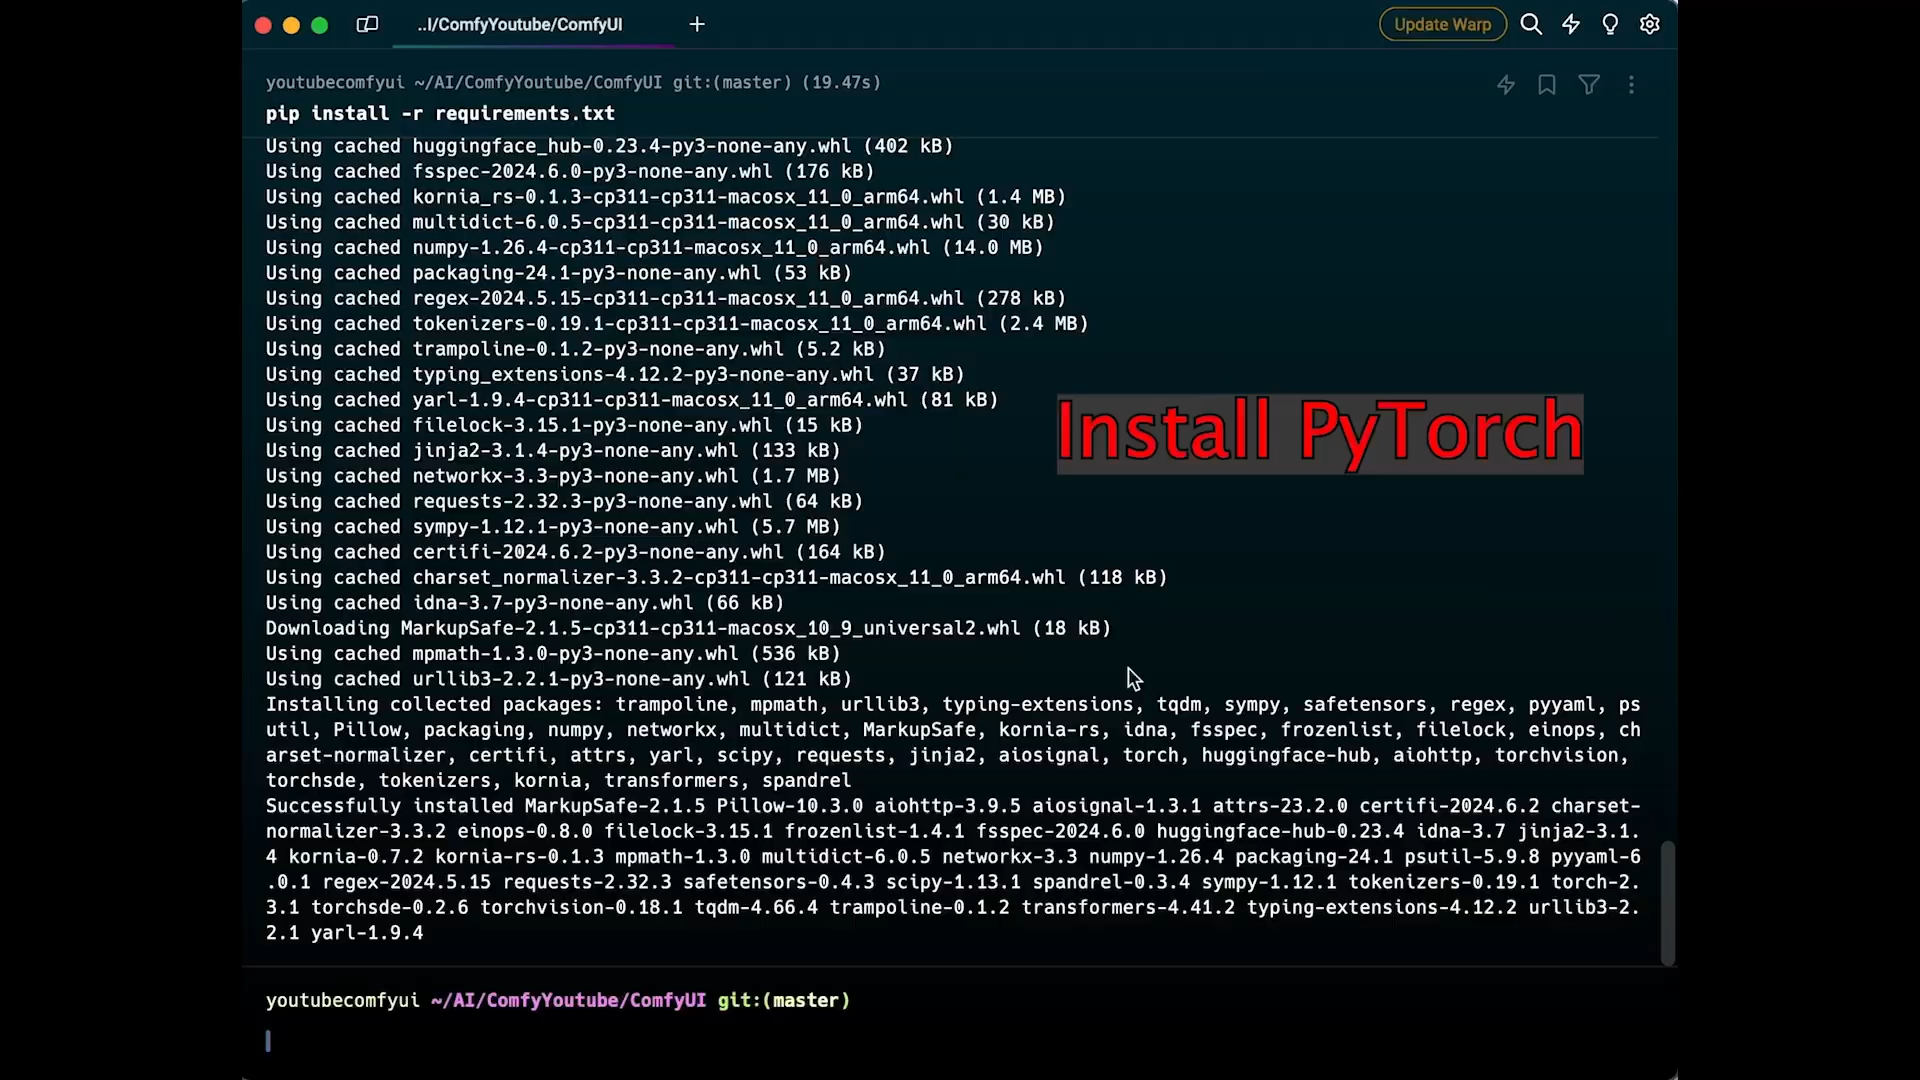 ..I/ComfyYoutube/ComfyUI
Update Warp
youtubecomfyui ~/AI/ComfyYoutube/ComfyUI git:(master) (19.47s)
pip install -r requirements.txt
Using cached huggingface_hub-0.23.4-py3-none-any.whl (402 kB)
Using cached fsspec-2024.6.0-py3-none-any.whl (176 kB)
Using cached kornia_rs-0.1.3-cp311-cp311-macosx_11_0_arm64.whl (1.4 MB)
Using cached multidict-6.0.5-cp311-cp311-macosx_11_0_arm64.whl (30 kB)
Using cached numpy-1.26.4-cp311-cp311-macosx_11_0_arm64.whl (14.0 MB)
Using cached packaging-24.1-py3-none-any.whl (53 kB)
Using cached regex-2024.5.15-cp311-cp311-macosx_11_0_arm64.whl (278 kB)
Using cached tokenizers-0.19.1-cp311-cp311-macosx_11_0_arm64.whl (2.4 MB)
Using cached trampoline-0.1.2-py3-none-any.whl (5.2 kB)
Using cached typing_extensions-4.12.2-py3-none-any.whl (37 kB)
Using cached yarl-1.9.4-cp311-cp311-macosx_11_0_arm64.whl (81 kB)
Using cached filelock-3.15.1-py3-none-any.whl (15 kB)
Install PyTorch
Using cached jinja2-3.1.4-py3-none-any.whl (133 kB)
Using cached networkx-3.3-py3-none-any.whl (1.7 MB)
Using cached requests-2.32.3-py3-none-any.whl (64 kB)
Using cached sympy-1.12.1-py3-none-any.whl (5.7 MB)
Using cached certifi-2024.6.2-py3-none-any.whl (164 kB)
Using cached charset_normalizer-3.3.2-cp311-cp311-macosx_11_0_arm64.whl (118 kB)
Using cached idna-3.7-py3-none-any.whl (66 kB)
Downloading MarkupSafe-2.1.5-cp311-cp311-macosx_10_9_universal2.whl (18 kB)
Using cached mpmath-1.3.0-py3-none-any.whl (536 kB)
Using cached urllib3-2.2.1-py3-none-any.whl (121 kB)
Installing collected packages: trampoline, mpmath, urllib3, typing-extensions, tqdm, sympy, safetensors, regex, pyyaml, ps
util, Pillow, packaging, numpy, networkx, multidict, MarkupSafe, kornia-rs, idna, fsspec, frozenlist, filelock, einops, ch
arset-normalizer, certifi, attrs, yarl, scipy, requests, jinja2, aiosignal, torch, huggingface-hub, aiohttp, torchvision,
torchsde, tokenizers, kornia, transformers, spandrel
Successfully installed MarkupSafe-2.1.5 Pillow-10.3.0 aiohttp-3.9.5 aiosignal-1.3.1 attrs-23.2.0 certifi-2024.6.2 charset-
normalizer-3.3.2 einops-0.8.0 filelock-3.15.1 frozenlist-1.4.1 fsspec-2024.6.0 huggingface-hub-0.23.4 idna-3.7 jinja2-3.1.
4 kornia-0.7.2 kornia-rs-0.1.3 mpmath-1.3.0 multidict-6.0.5 networkx-3.3 numpy-1.26.4 packaging-24.1 psutil-5.9.8 pyyaml-6
.0.1 regex-2024.5.15 requests-2.32.3 safetensors-0.4.3 scipy-1.13.1 spandrel-0.3.4 sympy-1.12.1 tokenizers-0.19.1 torch-2.
3.1 torchsde-0.2.6 torchvision-0.18.1 tqdm-4.66.4 trampoline-0.1.2 transformers-4.41.2 typing-extensions-4.12.2 urllib3-2.
2.1 yarl-1.9.4
youtubecomfyui ~/AI/ComfyYoutube/ComfyUI git:(master)